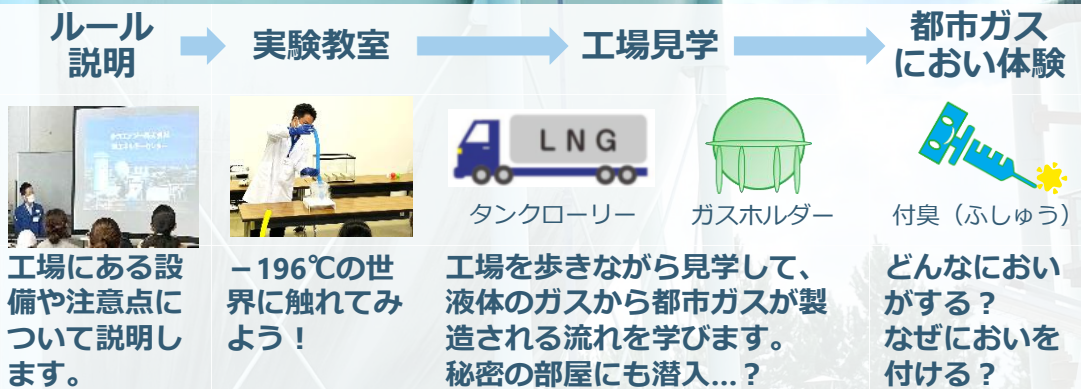 ルール
説明
実験教室
工場見学
都市ガス
におい体験
LNG
タンクローリー
ガスホルダー
付臭（ふしゅう）
工場にある設
備や注意点に
ついて説明し
ます。
－196℃の世
界に触れてみ
よう！
工場を歩きながら見学して、
液体のガスから都市ガスが製
造される流れを学びます。
秘密の部屋にも潜入…？
どんなにおい
がする？
なぜにおいを
付ける？